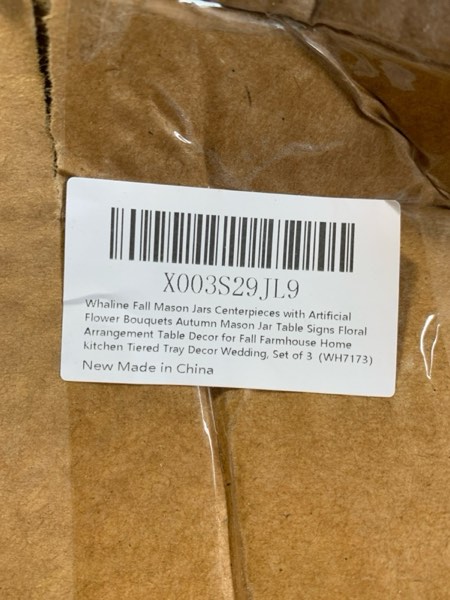 X003S29JL9
Whaline Fall Mason Jars Centerpieces with Artificial
Flower Bouquets Autumn Mason Jar Table Signs Floral
Arrangement Table Decor for Fall Farmhouse Home
Kitchen Tiered Tray Decor Wedding, Set of 3 (WH7173)
New Made in China